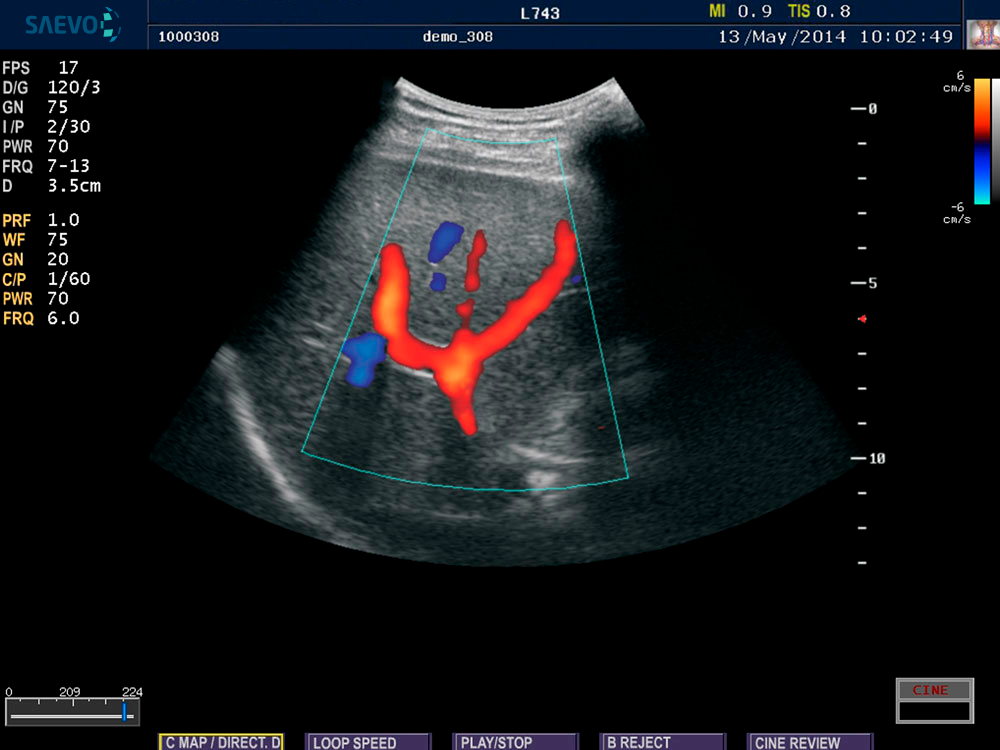 SAEVO
L743
MI 0.9 TIS 0.8
1000308
demo_308
13/May/2014 10:02:49
FPS 17
D/G 120/3
GN 75
I/P 2/30
PWR 70
FRQ 7-13
D 3.5cm
PRF 1.0
WF 75
GN 20
C/P 1/60
PWR 70
FRQ 6.0
6
cm/s
-6
cm/s
0
5
10
0 209 224
CINE
C MAP / DIRECT. D
LOOP SPEED
PLAY/STOP
B REJECT
CINE REVIEW